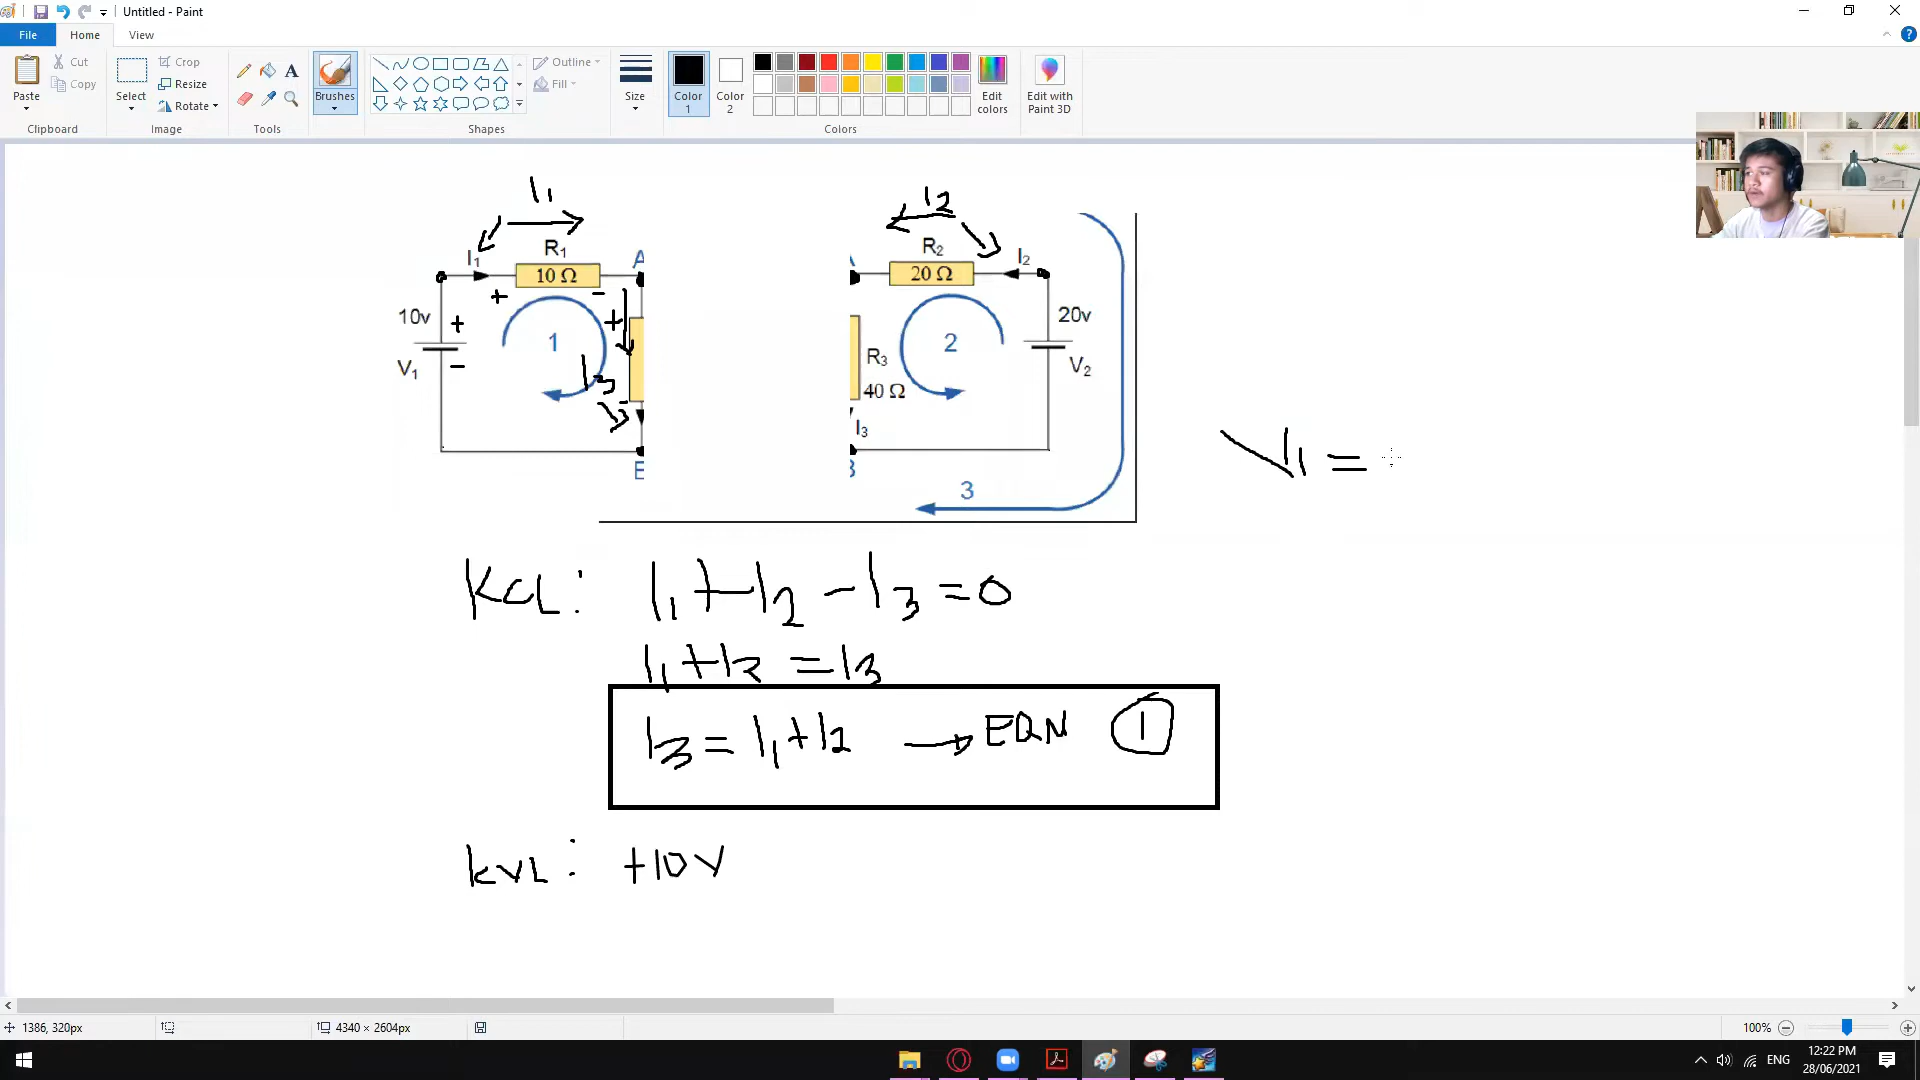 Untitled - Paint
File Home View
Paste
Cut
Copy
Clipboard
Select
Crop
Resize
Rotate
Image
Tools
Brushes
Shapes
Outline
Fill
Size
Color 1
Color 2
Colors
Edit colors
Edit with Paint 3D
I1
I1
R1
10 Ω
A
10v
+
-
V1
+ -
1
+
I3
-
E
I2
R2
20 Ω
I2
20v
V2
2
R3
40 Ω
I3
3
V1 =
KCL: I1 + I2 - I3 = 0
I1 + I2 = I3
I3 = I1 + I2 → EQN 1
KVL: +10V
1386, 320px
4340 × 2604px
100%
ENG
12:22 PM
28/06/2021